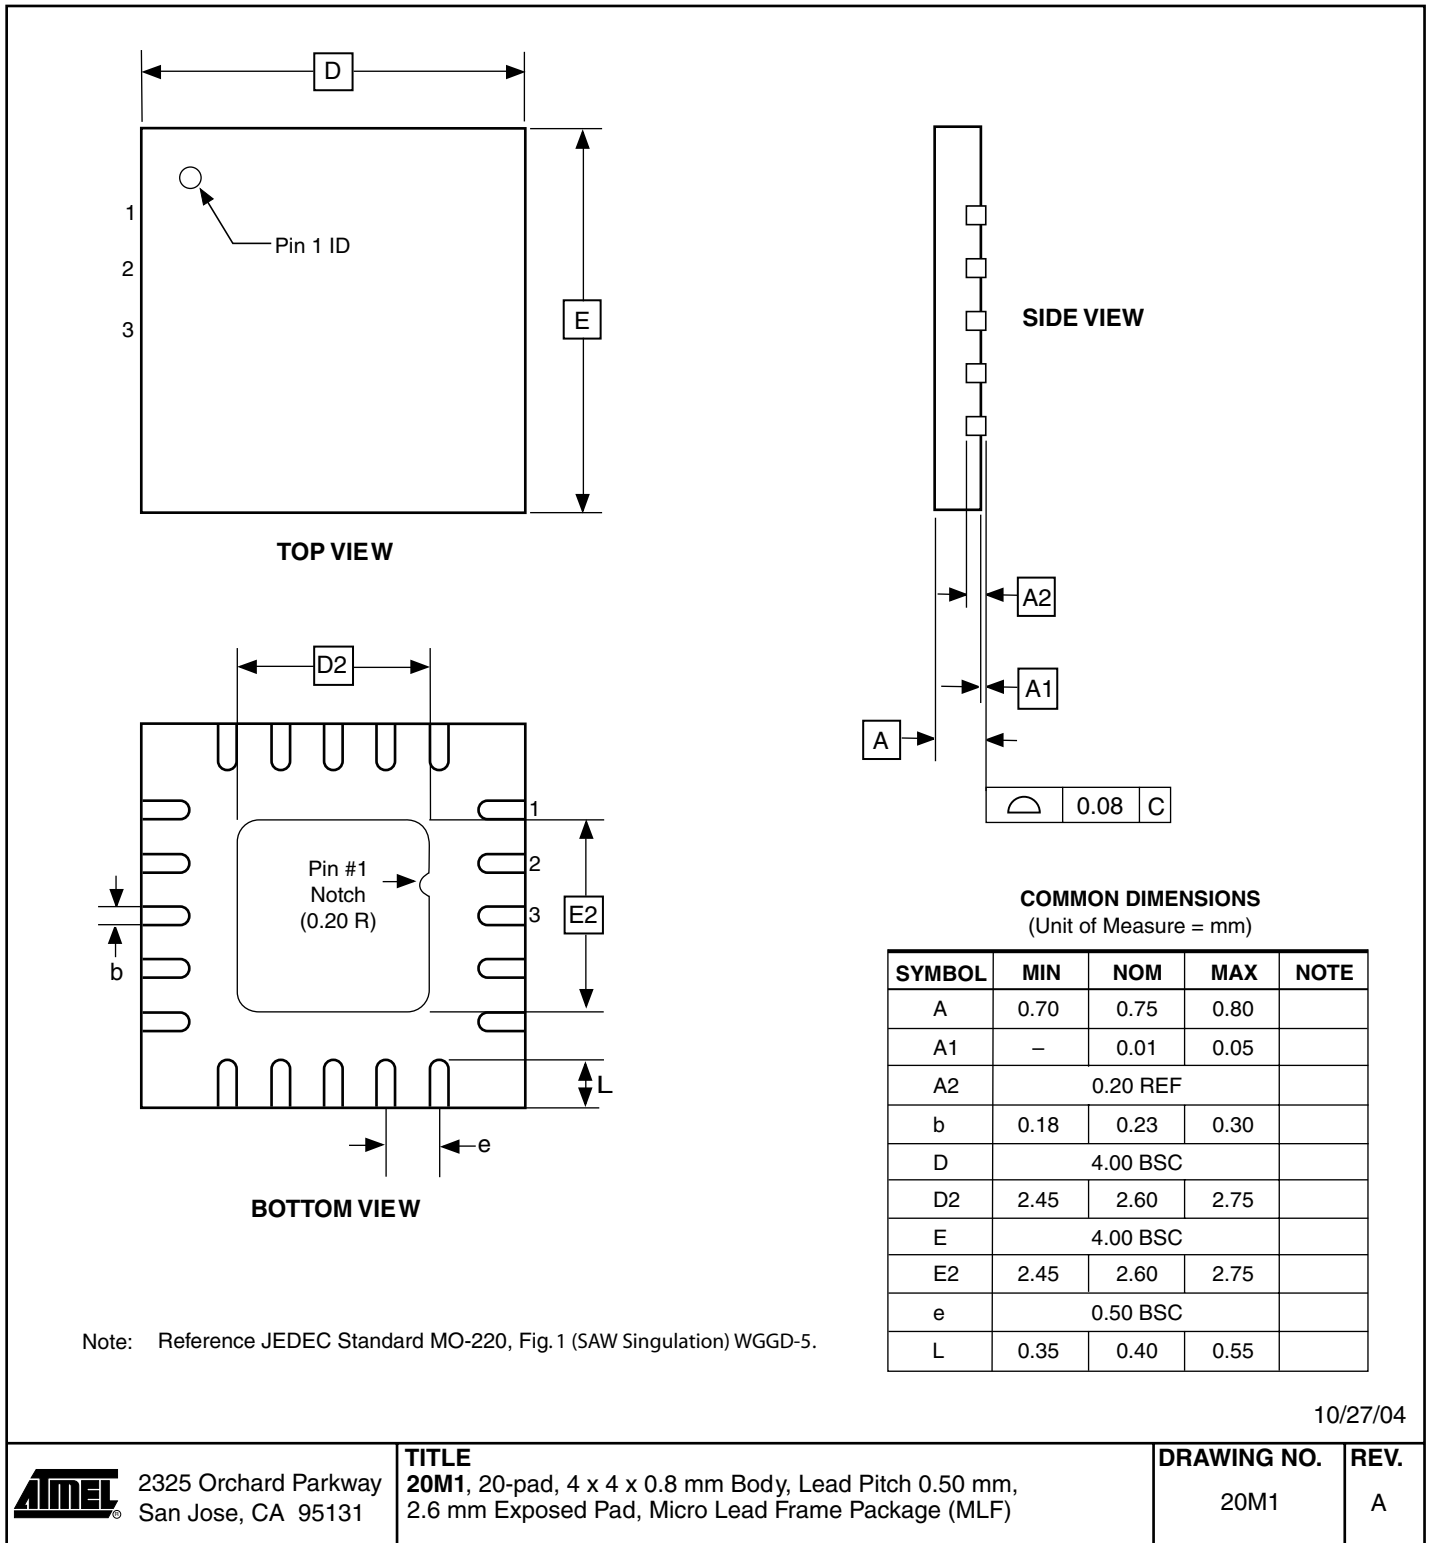 D
1
Pin 1 ID
2
E
3
SIDE VIEW
TOP VIEW
A2
D2
A1
A
0.08 C
1
Pin #1
Notch
(0.20 R)
2
3
E2
b
L
e
BOTTOM VIEW
COMMON DIMENSIONS
(Unit of Measure = mm)
SYMBOL MIN NOM MAX NOTE
A 0.70 0.75 0.80
A1 – 0.01 0.05
A2 0.20 REF
b 0.18 0.23 0.30
D 4.00 BSC
D2 2.45 2.60 2.75
E 4.00 BSC
E2 2.45 2.60 2.75
e 0.50 BSC
L 0.35 0.40 0.55
Note: Reference JEDEC Standard MO-220, Fig. 1 (SAW Singulation) WGGD-5.
10/27/04
ATMEL ®
2325 Orchard Parkway
San Jose, CA 95131
TITLE
20M1, 20-pad, 4 x 4 x 0.8 mm Body, Lead Pitch 0.50 mm,
2.6 mm Exposed Pad, Micro Lead Frame Package (MLF)
DRAWING NO.
20M1
REV.
A